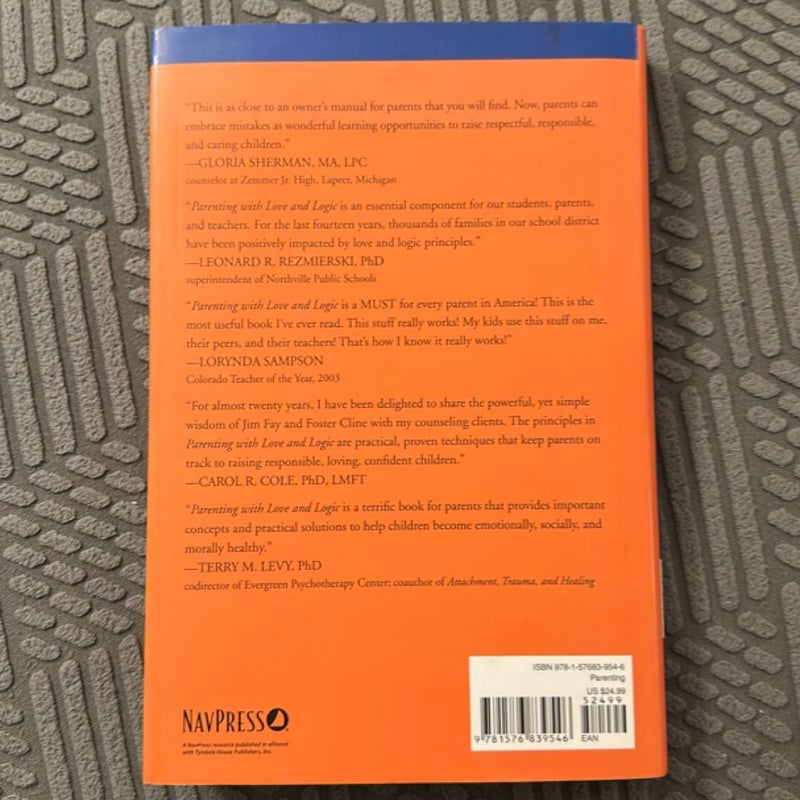 “This is as close to an owner's manual for parents that you will find. Now, parents can
embrace mistakes as wonderful learning opportunities to raise respectful, responsible,
and caring children.”
—GLORIA SHERMAN, MA, LPC
counselor at Zemmer Jr. High, Lapeer, Michigan
“Parenting with Love and Logic is an essential component for our students, parents,
and teachers. For the last fourteen years, thousands of families in our school district
have been positively impacted by love and logic principles.”
—LEONARD R. REZMIERSKI, PhD
superintendent of Northville Public Schools
“Parenting with Love and Logic is a MUST for every parent in America! This is the
most useful book I've ever read. This stuff really works! My kids use this stuff on me,
their peers, and their teachers! That's how I know it really works!”
—LORYNDA SAMPSON
Colorado Teacher of the Year, 2003
“For almost twenty years, I have been delighted to share the powerful, yet simple
wisdom of Jim Fay and Foster Cline with my counseling clients. The principles in
Parenting with Love and Logic are practical, proven techniques that keep parents on
track to raising responsible, loving, confident children.”
—CAROL R. COLE, PhD, LMFT
“Parenting with Love and Logic is a terrific book for parents that provides important
concepts and practical solutions to help children become emotionally, socially, and
morally healthy.”
—TERRY M. LEVY, PhD
codirector of Evergreen Psychotherapy Center; coauthor of Attachment, Trauma, and Healing
ISBN 978-1-57683-954-6
Parenting
US $24.99
52499
9 781576 839546 EAN
NAVPRESS
A NavPress resource published in alliance
with Tyndale House Publishers, Inc.